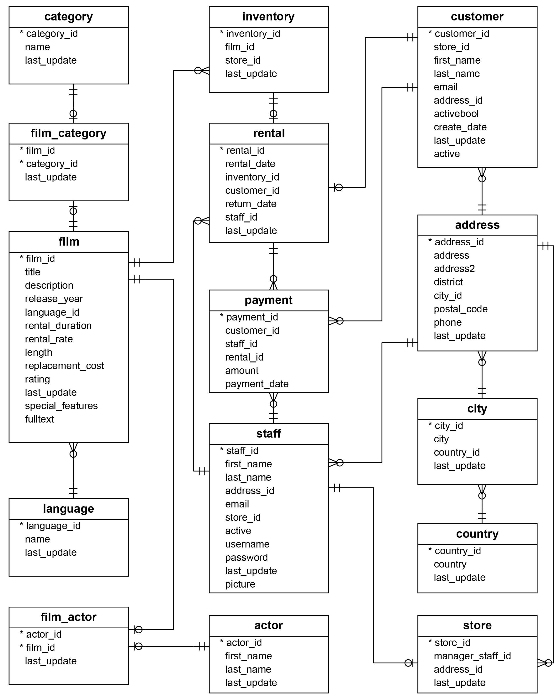 category
* category_id
name
last_update
film_category
* film_id
* category_id
last_update
film
* film_id
title
description
release_year
language_id
rental_duration
rental_rate
length
replacement_cost
rating
last_update
special_features
fulltext
language
* language_id
name
last_update
film_actor
* actor_id
* film_id
last_update
inventory
* inventory_id
film_id
store_id
last_update
rental
* rental_id
rental_date
inventory_id
customer_id
return_date
staff_id
last_update
payment
* payment_id
customer_id
staff_id
rental_id
amount
payment_date
staff
* staff_id
first_name
last_name
address_id
email
store_id
active
username
password
last_update
picture
actor
* actor_id
first_name
last_name
last_update
customer
* customer_id
store_id
first_name
last_name
email
address_id
activebool
create_date
last_update
active
address
* address_id
address
address2
district
city_id
postal_code
phone
last_update
city
* city_id
city
country_id
last_update
country
* country_id
country
last_update
store
* store_id
manager_staff_id
address_id
last_update